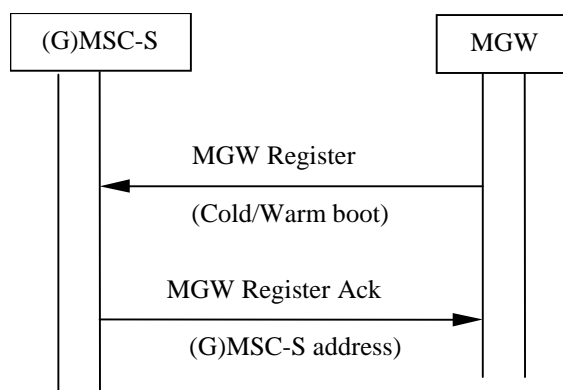 (G)MSC-S
MGW
MGW Register
(Cold/Warm boot)
MGW Register Ack
(G)MSC-S address)